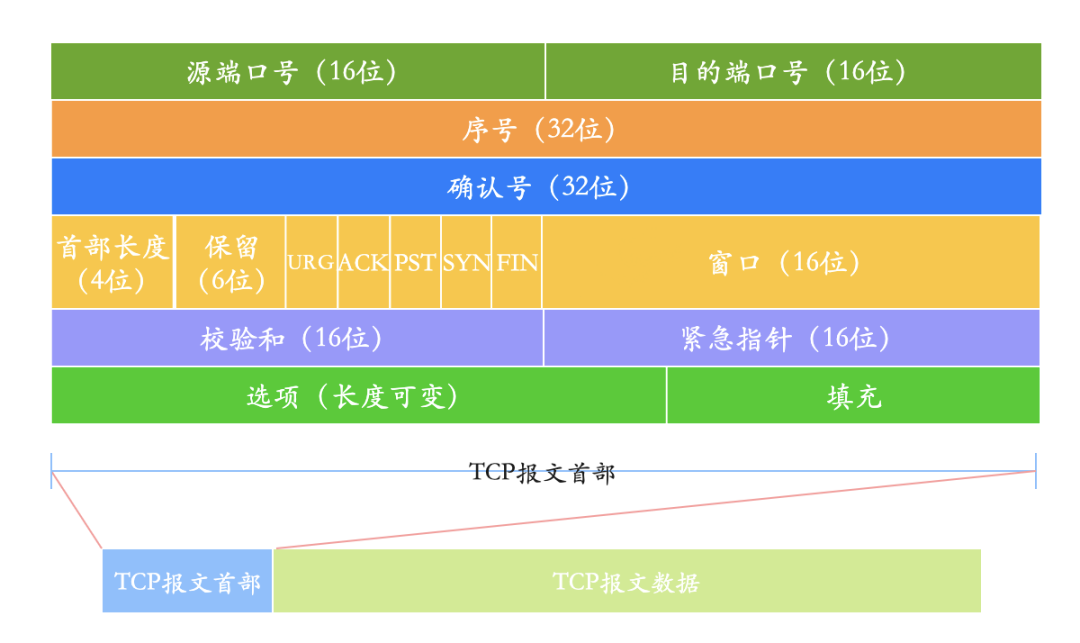 源端口号（16位） 目的端口号（16位）
序号（32位）
确认号（32位）
首部长度 保留 URG ACK PST SYN FIN 窗口（16位）
（4位） （6位）
校验和（16位） 紧急指针（16位）
选项（长度可变） 填充
TCP报文首部
TCP报文首部 TCP报文数据